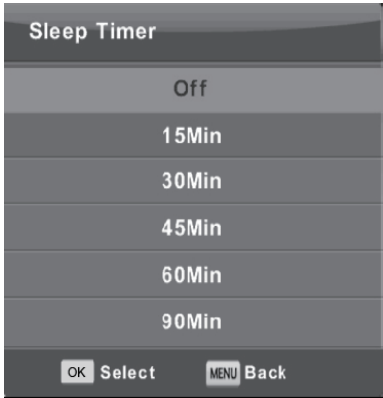 Sleep Timer
Off
15Min
30Min
45Min
60Min
90Min
OK Select MENU Back